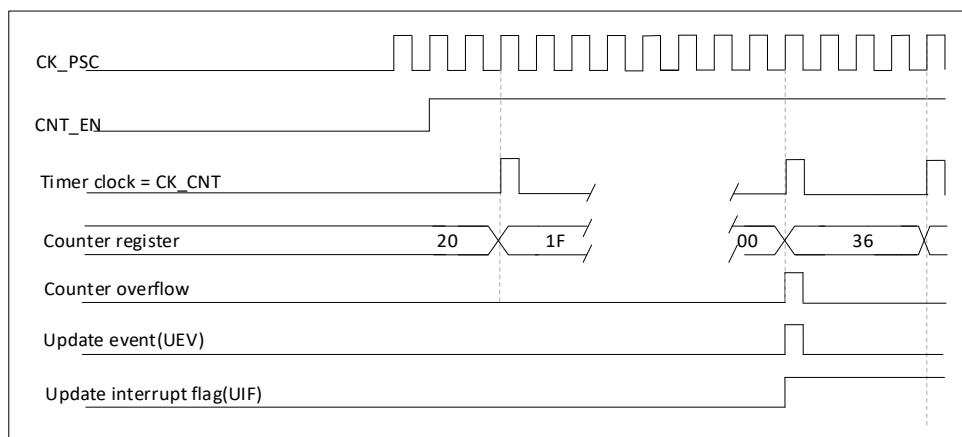 CK_PSC
CNT_EN
Timer clock = CK_CNT
Counter register 20 1F 00 36
Counter overflow
Update event(UEV)
Update interrupt flag(UIF)